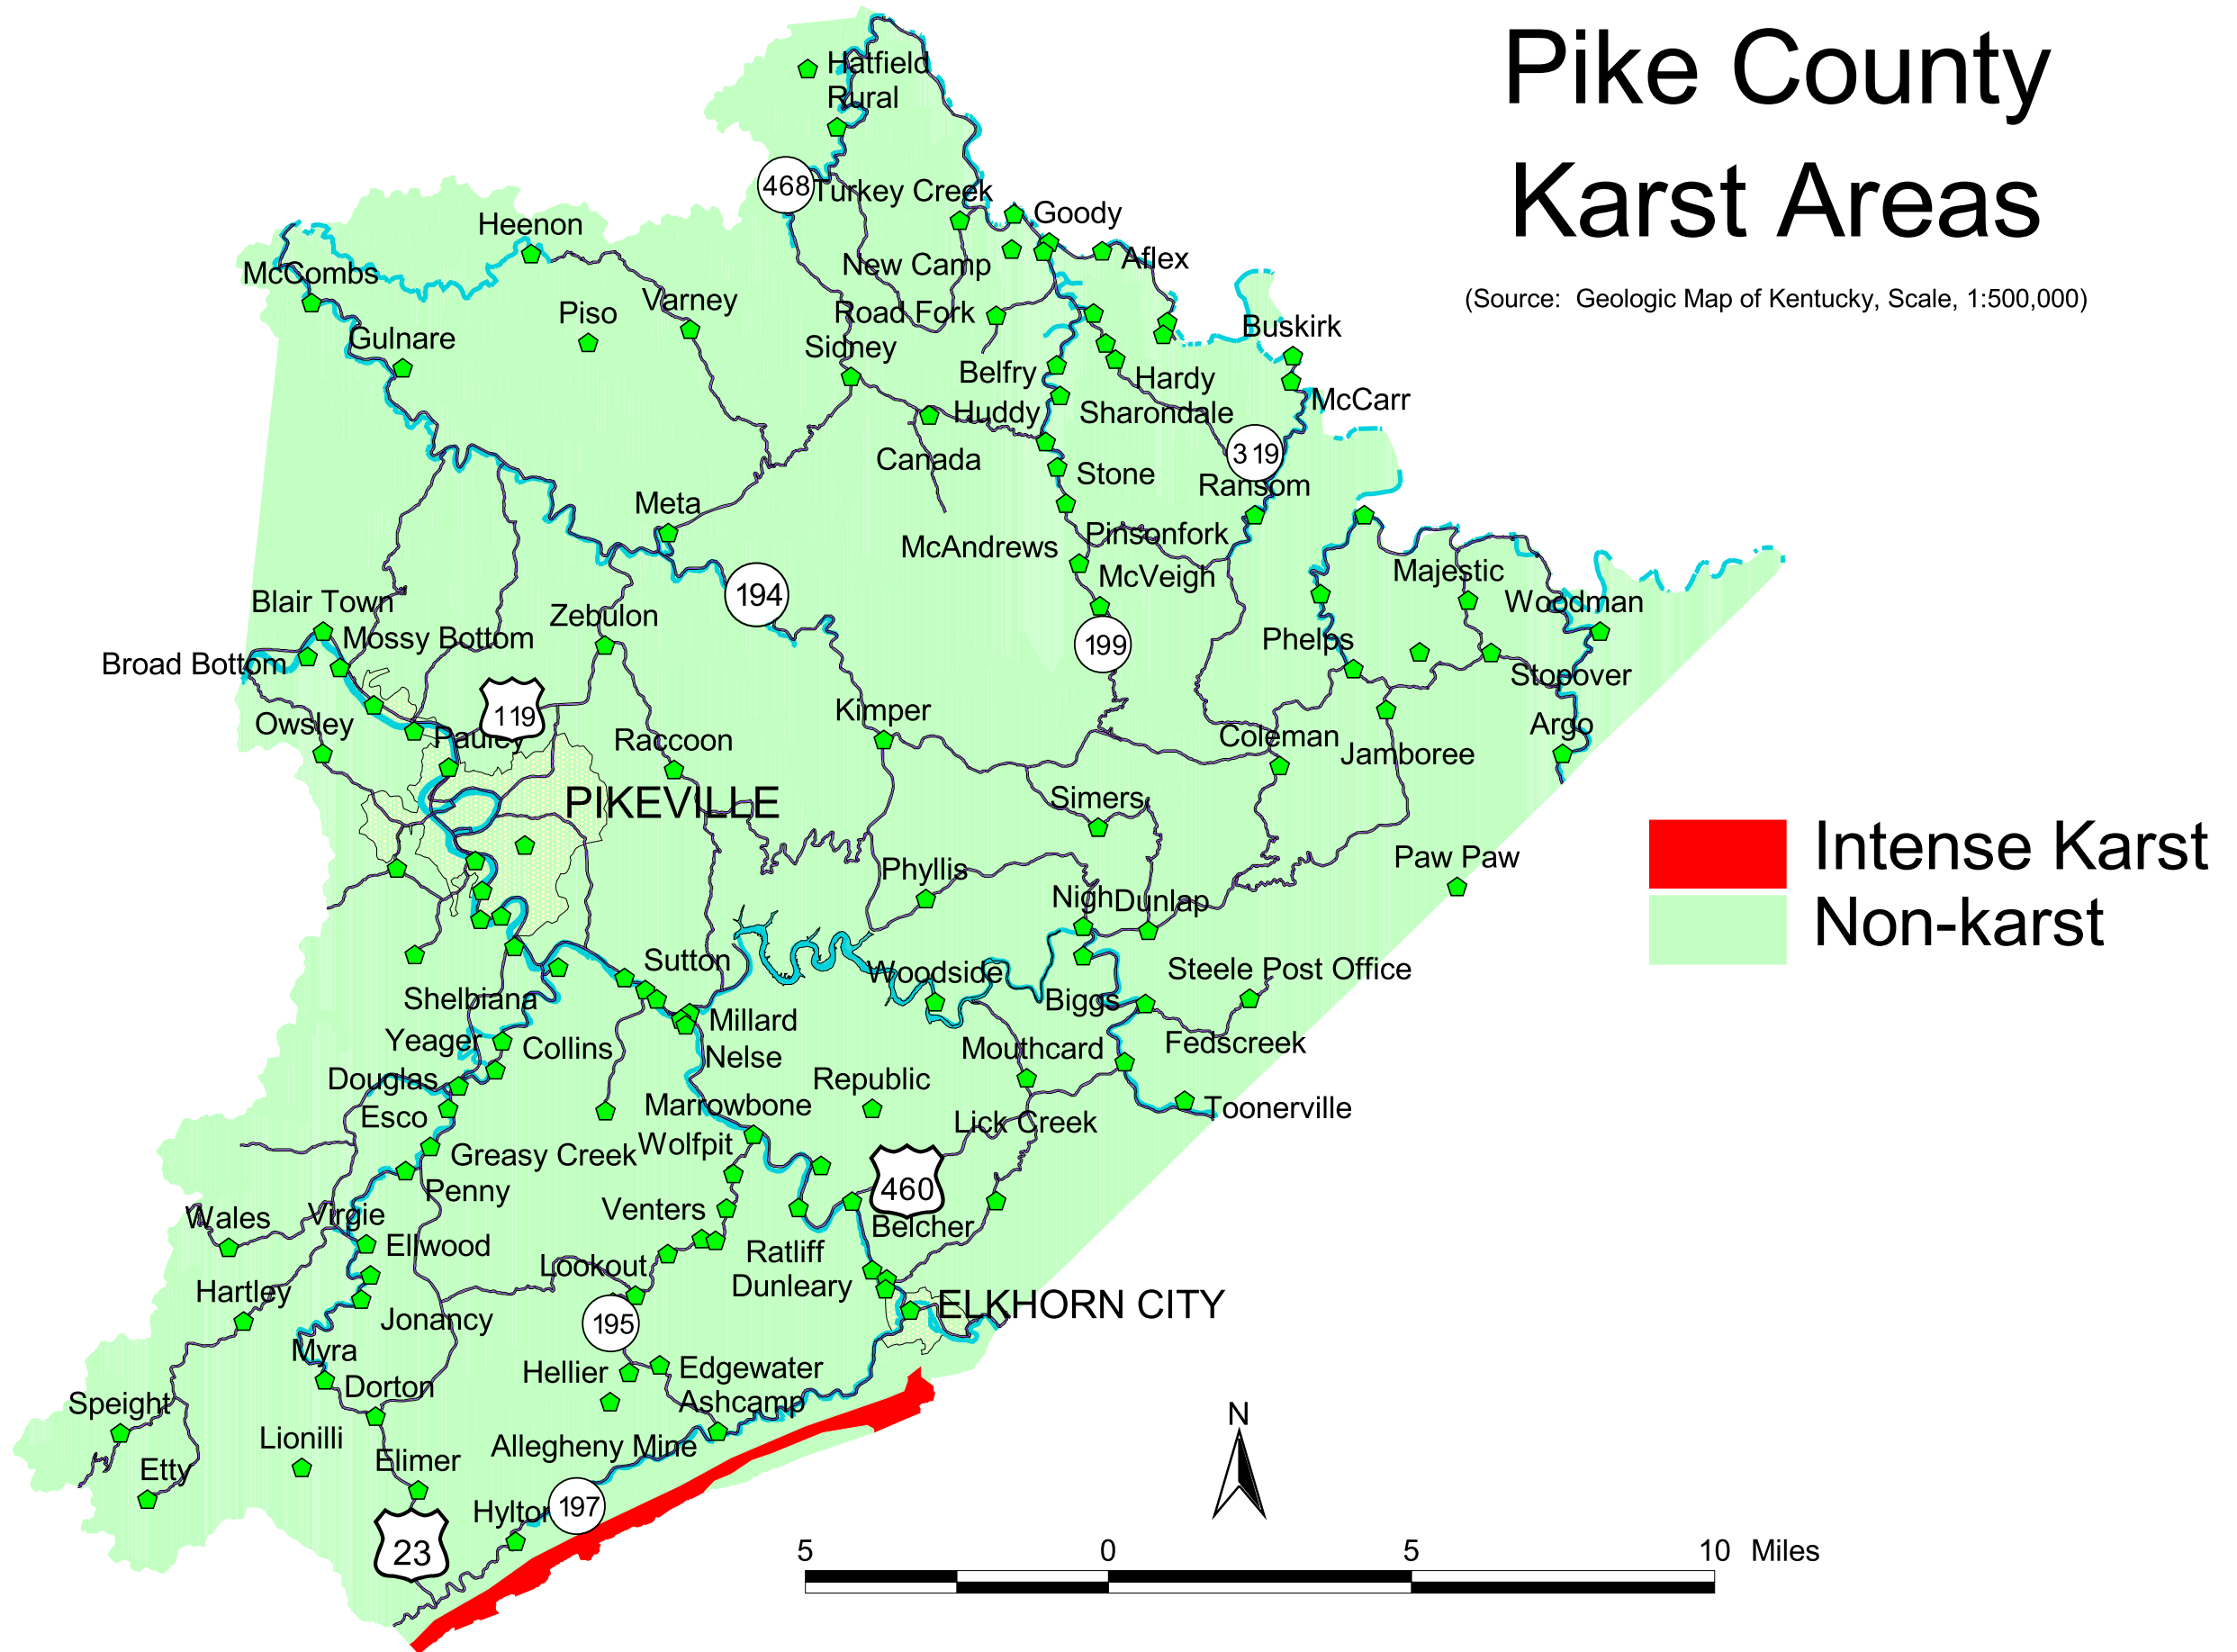 Pike County
Karst Areas
(Source: Geologic Map of Kentucky, Scale, 1:500,000)
Hatfield
Rural
468
Turkey Creek
Goody
Heenon
New Camp
Aflex
McCombs
Piso
Varney
Road Fork
Buskirk
Gulnare
Sidney
Belfry
Hardy
McCarr
Huddy
Sharondale
319
Canada
Stone
Ransom
Meta
McAndrews
Pinsonfork
McVeigh
Majestic
194
Blair Town
Zebulon
Woodman
Mossy Bottom
199
Phelps
Broad Bottom
Stopover
119
Owsley
Pauley
Raccoon
Kimper
Coleman
Jamboree
Argo
PIKEVILLE
Simers
Intense Karst
Non-karst
Paw Paw
Phyllis
Nigh
Dunlap
Sutton
Woodside
Steele Post Office
Shelbiana
Biggs
Millard
Yeager
Collins
Nelse
Mouthcard
Fedscreek
Douglas
Republic
Esco
Marrowbone
Lick Creek
Toonerville
Greasy Creek
Wolfpit
Penny
460
Wales
Virgie
Venters
Belcher
Ellwood
Lookout
Ratliff
Hartley
Dunleary
ELKHORN CITY
Jonancy
195
Myra
Hellier
Edgewater
Dorton
Ashcamp
Speight
Lionilli
Allegheny Mine
N
Etty
Elimer
Hylton
197
23
5 0 5 10 Miles